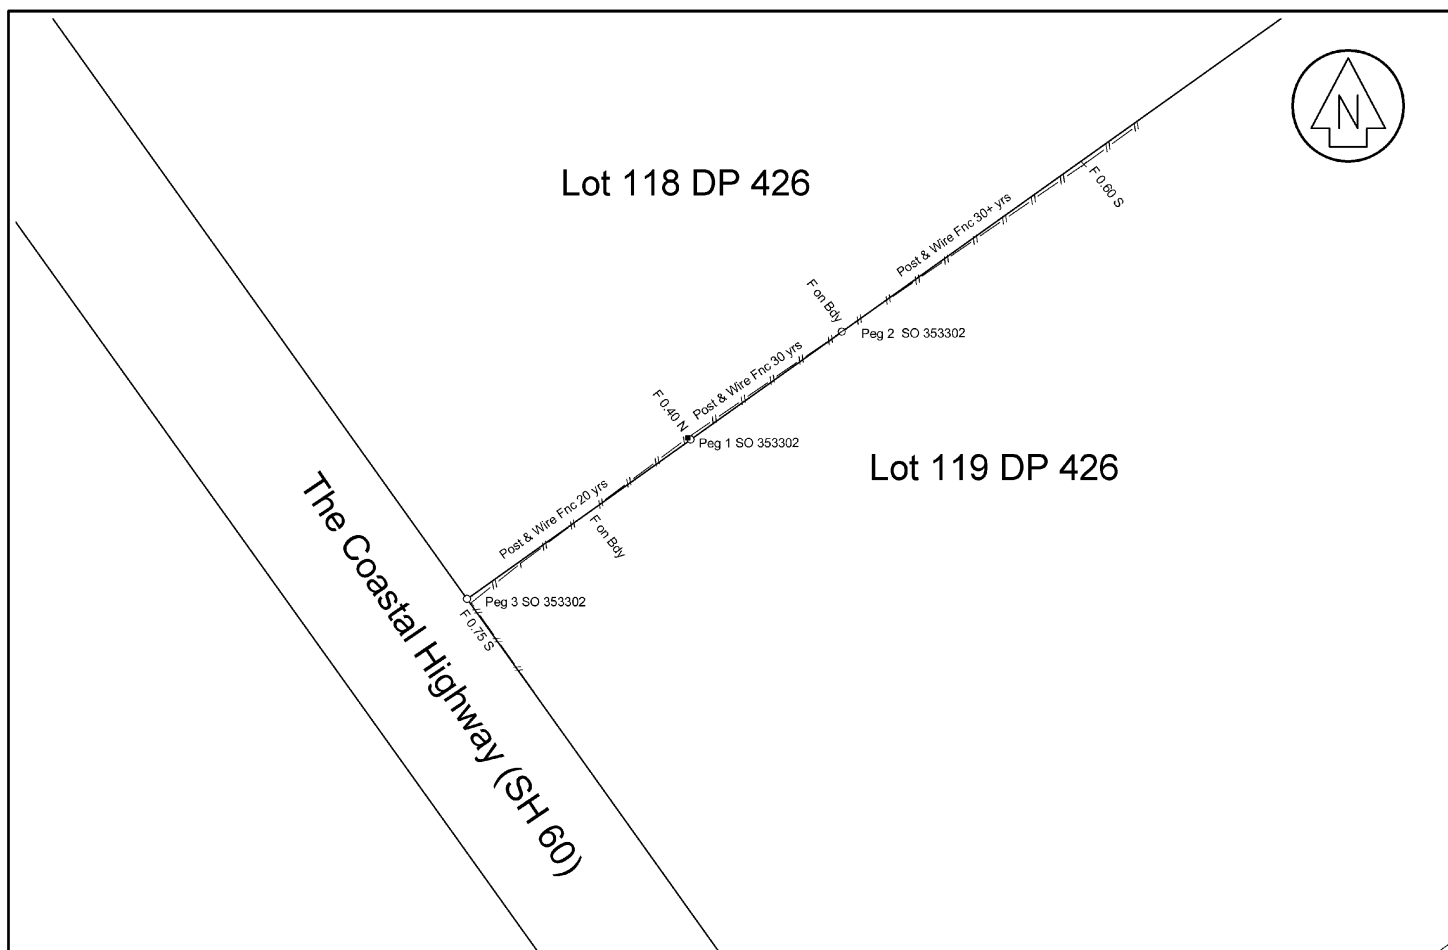 N
Lot 118 DP 426
F 0.60 S
Post & Wire Fnc 30+ yrs
F on Bdy
Peg 2 SO 353302
Post & Wire Fnc 30 yrs
F 0.40 N
Peg 1 SO 353302
Lot 119 DP 426
Post & Wire Fnc 20 yrs
F on Bdy
Peg 3 SO 353302
F 0.75 S
The Coastal Highway (SH 60)